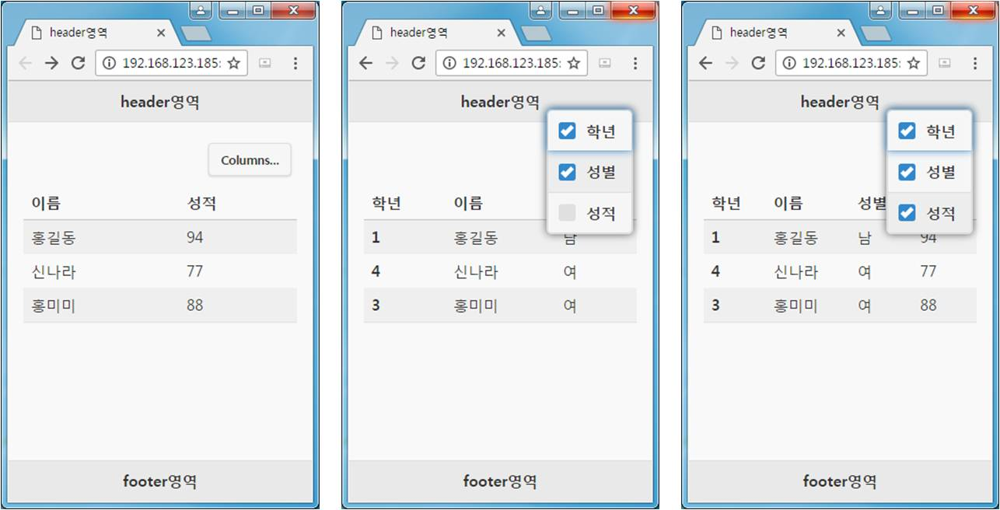 header영역
192.168.123.185:
header영역
Columns...
이름 성적
홍길동 94
신나라 77
홍미미 88
footer영역
header영역
192.168.123.185:
header영역
학년
성별
성적
학년 이름
1 홍길동 남
4 신나라 여
3 홍미미 여
footer영역
header영역
192.168.123.185:
header영역
학년
성별
성적
학년 이름 성별
1 홍길동 남 94
4 신나라 여 77
3 홍미미 여 88
footer영역